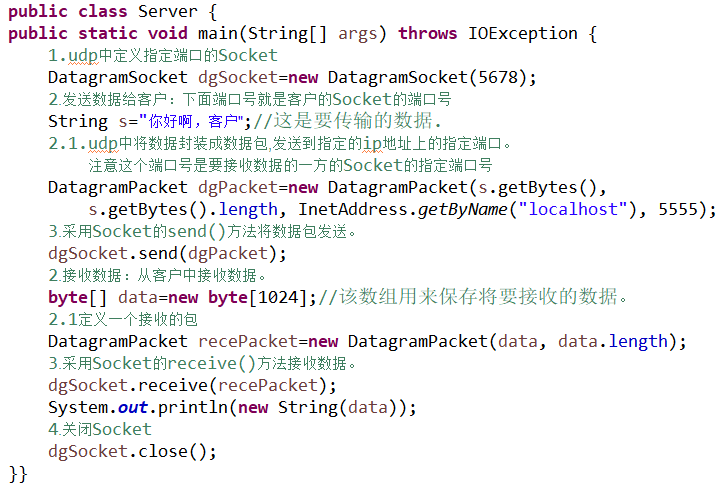 public class Server {
public static void main(String[] args) throws IOException {
1.udp中定义指定端口的Socket
DatagramSocket dgSocket=new DatagramSocket(5678);
2.发送数据给客户：下面端口号就是客户的Socket的端口号
String s="你好啊，客户";//这是要传输的数据.
2.1.udp中将数据封装成数据包,发送到指定的ip地址上的指定端口。
注意这个端口号是要接收数据的一方的Socket的指定端口号
DatagramPacket dgPacket=new DatagramPacket(s.getBytes(),
s.getBytes().length, InetAddress.getByName("localhost"), 5555);
3.采用Socket的send()方法将数据包发送。
dgSocket.send(dgPacket);
2.接收数据：从客户中接收数据。
byte[] data=new byte[1024];//该数组用来保存将要接收的数据。
2.1定义一个接收的包
DatagramPacket recePacket=new DatagramPacket(data, data.length);
3.采用Socket的receive()方法接收数据。
dgSocket.receive(recePacket);
System.out.println(new String(data));
4.关闭Socket
dgSocket.close();
}}